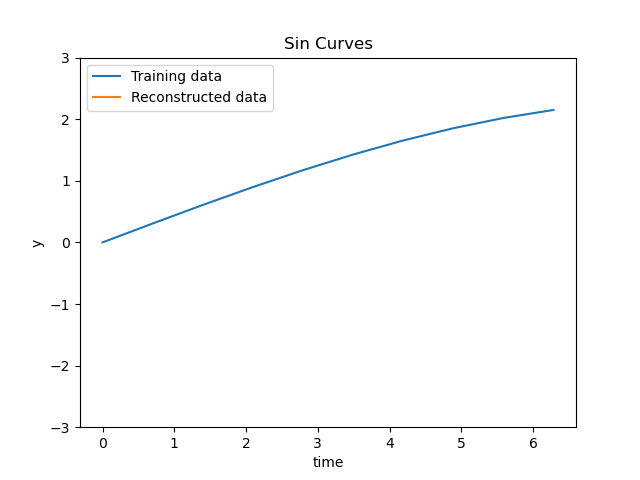 Sin Curves
Training data
Reconstructed data
3
2
1
0
−1
−2
−3
y
0 1 2 3 4 5 6
time